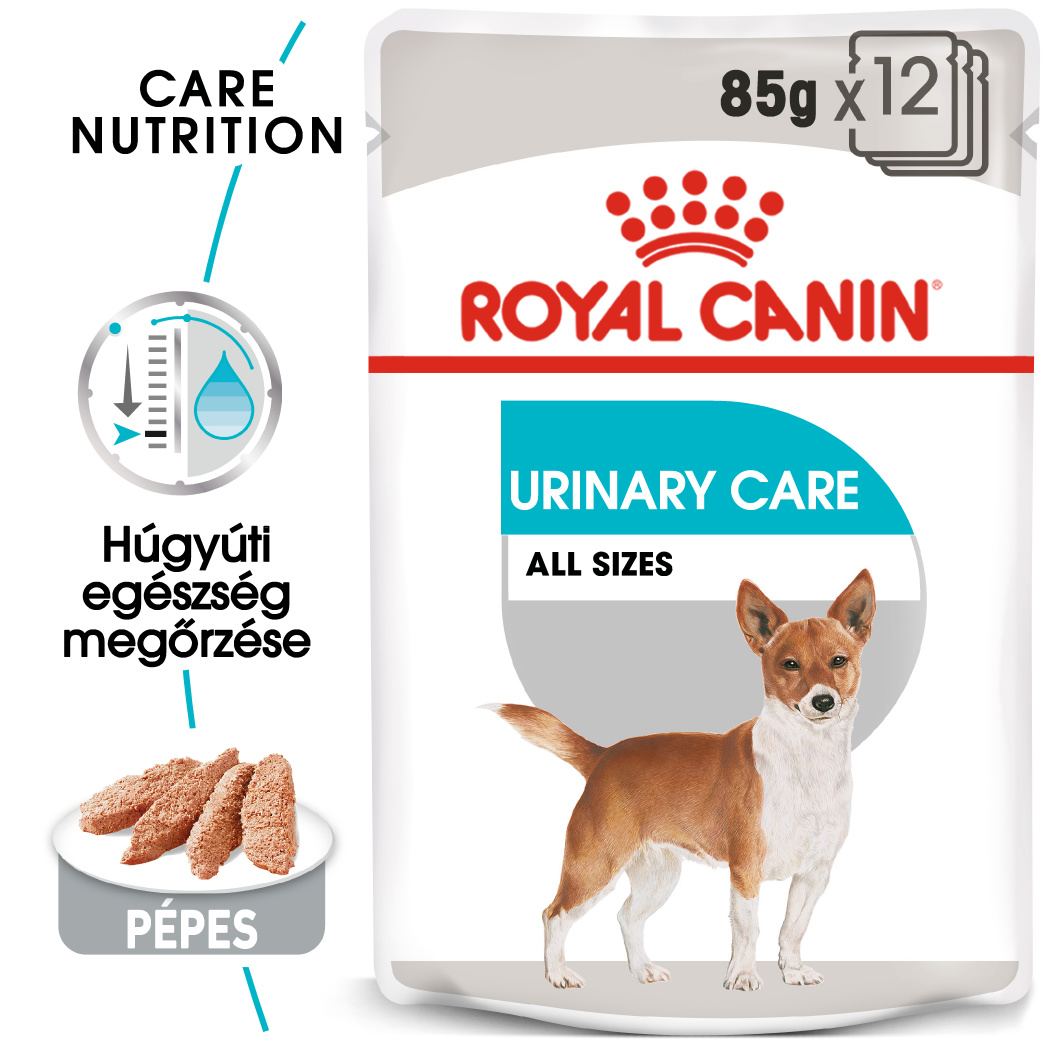 CARE
NUTRITION
Húgyúti
egészség
megőrzése
PÉPES
85g x12
ROYAL CANIN®
URINARY CARE
ALL SIZES